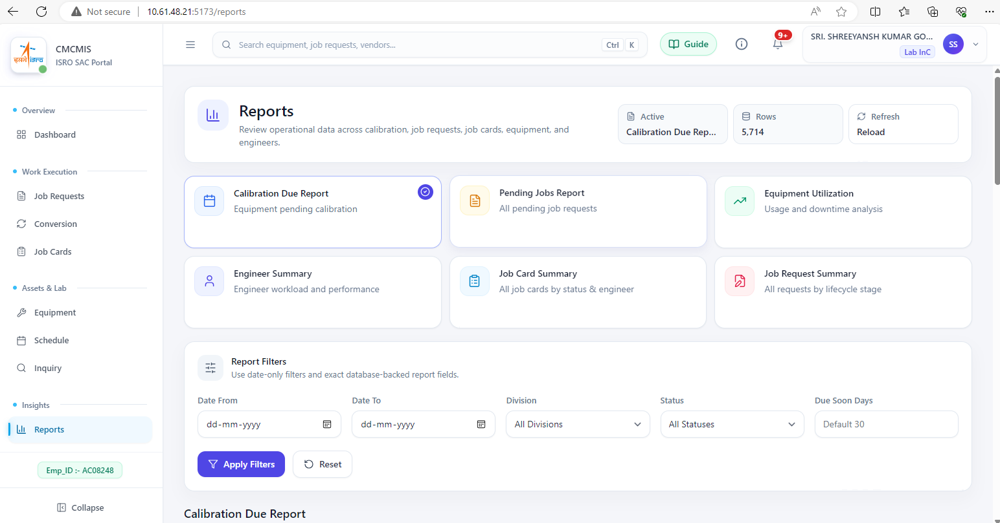 Not secure
10.61.48.21:5173/reports
इसरो isro
CMCMIS
ISRO SAC Portal
Search equipment, job requests, vendors...
Ctrl K
Guide
9+
SRI. SHREEYANSH KUMAR GO...
Lab InC
SS
Overview
Dashboard
Work Execution
Job Requests
Conversion
Job Cards
Assets & Lab
Equipment
Schedule
Inquiry
Insights
Reports
Emp_ID :- AC08248
Collapse
Reports
Review operational data across calibration, job requests, job cards, equipment, and
engineers.
Active
Calibration Due Rep...
Rows
5,714
Refresh
Reload
Calibration Due Report
Equipment pending calibration
Pending Jobs Report
All pending job requests
Equipment Utilization
Usage and downtime analysis
Engineer Summary
Engineer workload and performance
Job Card Summary
All job cards by status & engineer
Job Request Summary
All requests by lifecycle stage
Report Filters
Use date-only filters and exact database-backed report fields.
Date From
dd-mm-yyyy
Date To
dd-mm-yyyy
Division
All Divisions
Status
All Statuses
Due Soon Days
Default 30
Apply Filters
Reset
Calibration Due Report